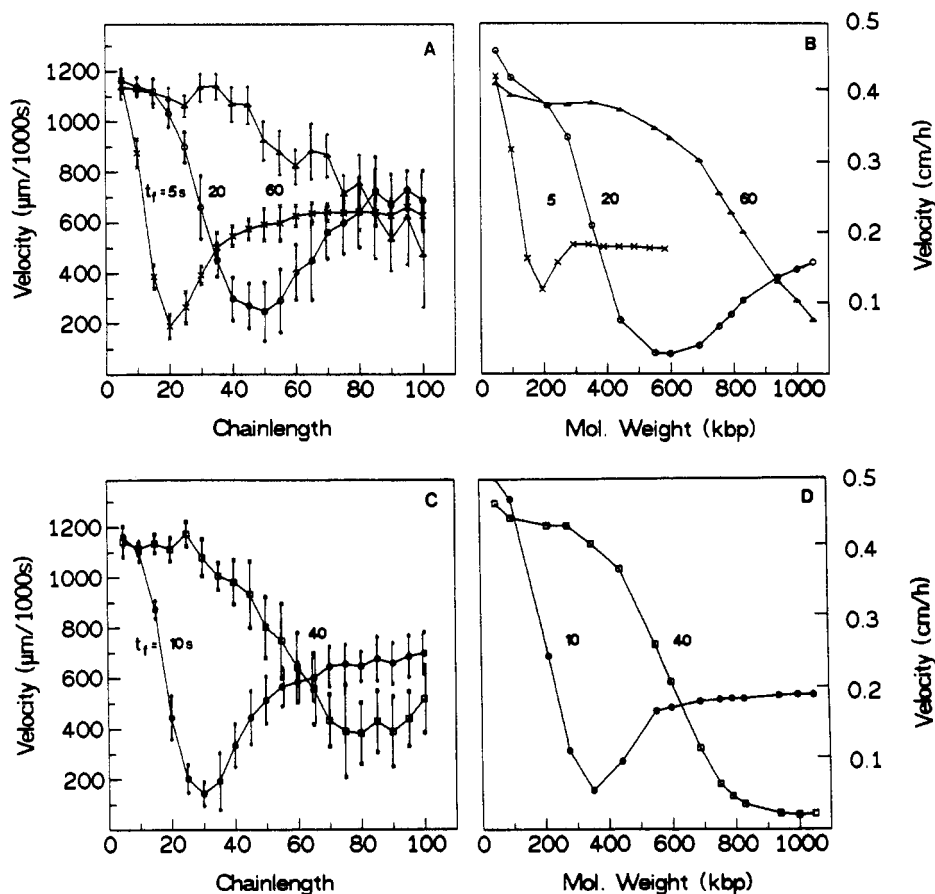 A
Velocity (μm/1000s)
1200
1000
800
600
400
200
t_f = 5s
20
60
0 20 40 60 80 100
Chainlength
B
0.5
0.4
0.3
0.2
0.1
Velocity (cm/h)
5
20
60
0 200 400 600 800 1000
Mol. Weight (kbp)
C
Velocity (μm/1000s)
1200
1000
800
600
400
200
t_f = 10s
40
0 20 40 60 80 100
Chainlength
D
0.5
0.4
0.3
0.2
0.1
Velocity (cm/h)
10
40
0 200 400 600 800 1000
Mol. Weight (kbp)